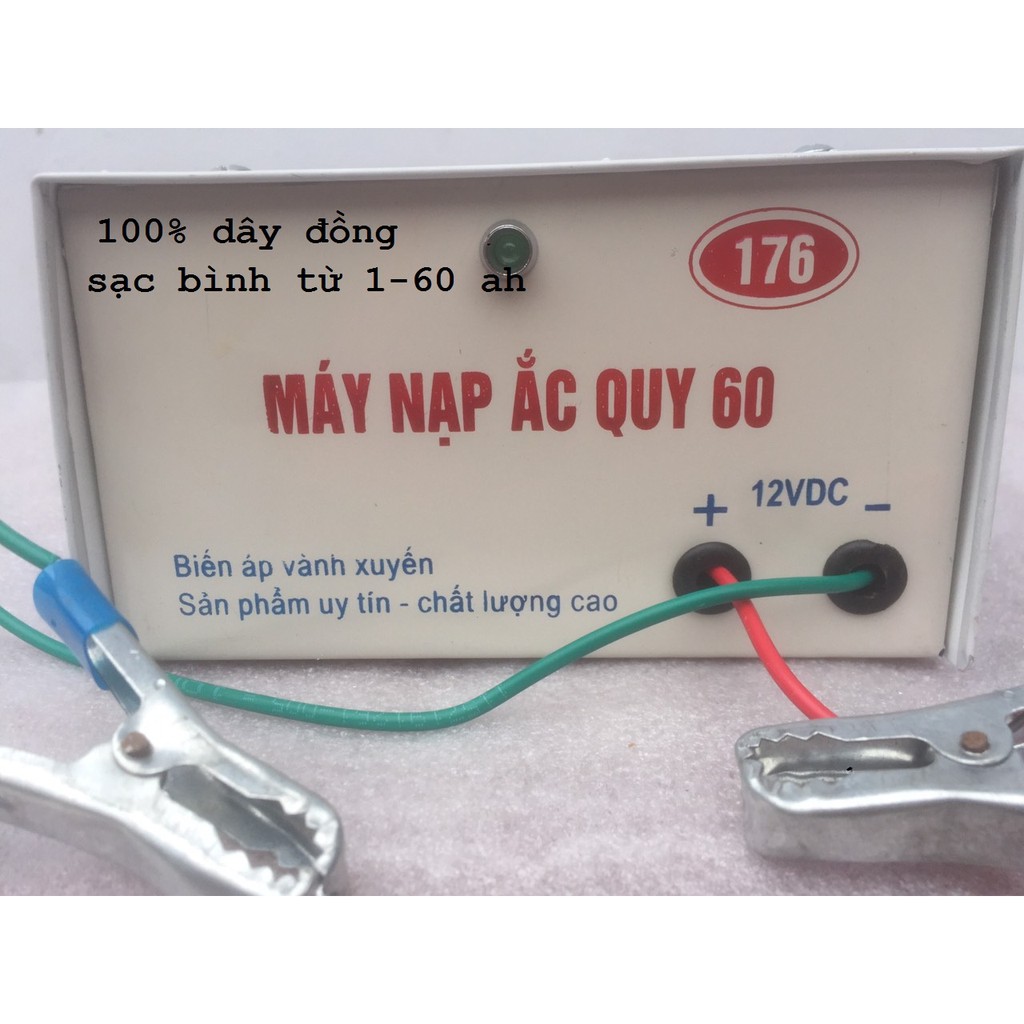 100% dây đồng
sạc bình từ 1-60 ah
176
MÁY NẠP ẮC QUY 60
+ 12VDC -
Biến áp vành xuyến
Sản phẩm uy tín - chất lượng cao